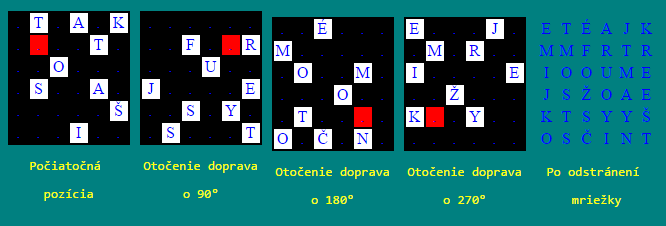 T A K
T
O
S A
Š
I
Počiatočná
pozícia
F R
U
J E
S Y
S T
Otočenie doprava
o 90°
É
M
O M
O
T
O Č N
Otočenie doprava
o 180°
E J
M R
I E
Ž
K Y
Otočenie doprava
o 270°
E T É A J K
M M F R T R
I O O U M E
J S Ž O A E
K T S Y Y Š
O S Č I N T
Po odstránení
mriežky